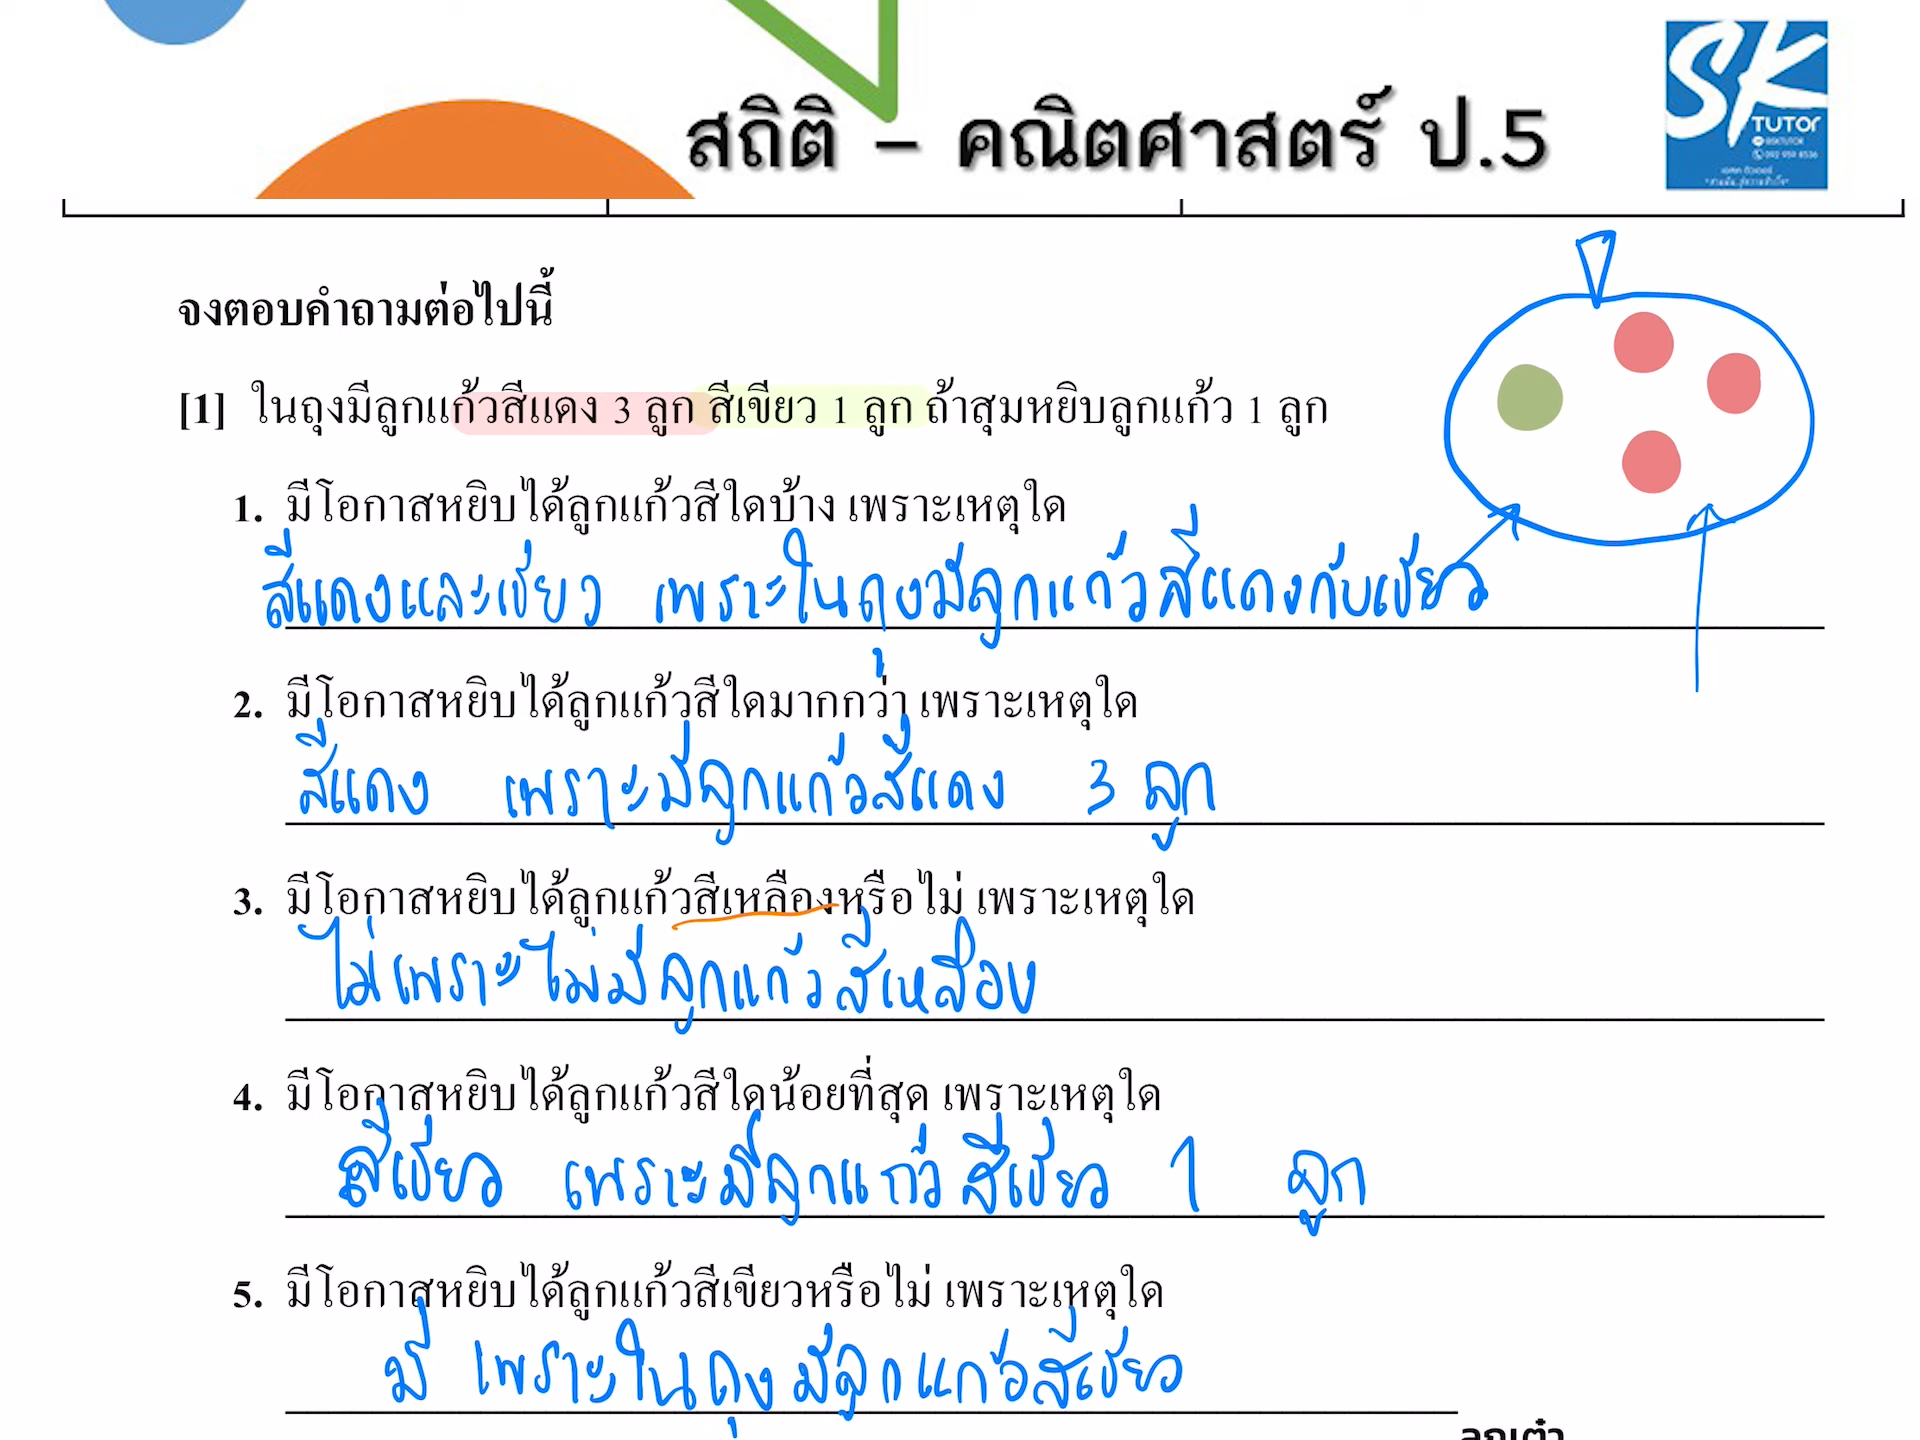 สถิติ – คณิตศาสตร์ ป.5
SK
TUTOR
จงตอบคำถามต่อไปนี้
[1] ในถุงมีลูกแก้วสีแดง 3 ลูก สีเขียว 1 ลูก ถ้าสุ่มหยิบลูกแก้ว 1 ลูก
1. มีโอกาสหยิบได้ลูกแก้วสีใดบ้าง เพราะเหตุใด
สีแดงและเขียว เพราะในถุงมีลูกแก้วสีแดงกับเขียว
2. มีโอกาสหยิบได้ลูกแก้วสีใดมากกว่า เพราะเหตุใด
สีแดง เพราะมีลูกแก้วสีแดง 3 ลูก
3. มีโอกาสหยิบได้ลูกแก้วสีเหลืองหรือไม่ เพราะเหตุใด
ไม่เพราะไม่มีลูกแก้วสีเหลือง
4. มีโอกาสหยิบได้ลูกแก้วสีใดน้อยที่สุด เพราะเหตุใด
สีเขียว เพราะมีลูกแก้วสีเขียว 1 ลูก
5. มีโอกาสหยิบได้ลูกแก้วสีเขียวหรือไม่ เพราะเหตุใด
มี เพราะในถุงมีลูกแก้วสีเขียว